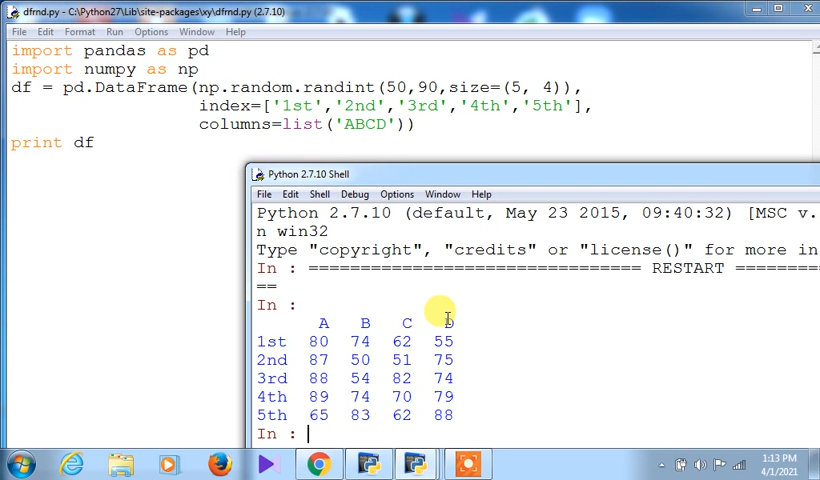 dfrnd.py - C:\Python27\Lib\site-packages\xy\dfrnd.py (2.7.10)
File Edit Format Run Options Windows Help
import pandas as pd
import numpy as np
df = pd.DataFrame(np.random.randint(50,90,size=(5, 4)),
index=['1st','2nd','3rd','4th','5th'],
columns=list('ABCD'))
print df
Python 2.7.10 Shell
File Edit Shell Debug Options Window Help
Python 2.7.10 (default, May 23 2015, 09:40:32) [MSC v.
n win32
Type "copyright", "credits" or "license()" for more in
In : ================================ RESTART ========
==
In :
A B C D
1st 80 74 62 55
2nd 87 50 51 75
3rd 88 54 82 74
4th 89 74 70 79
5th 65 83 62 88
In :
1:13 PM
4/1/2021